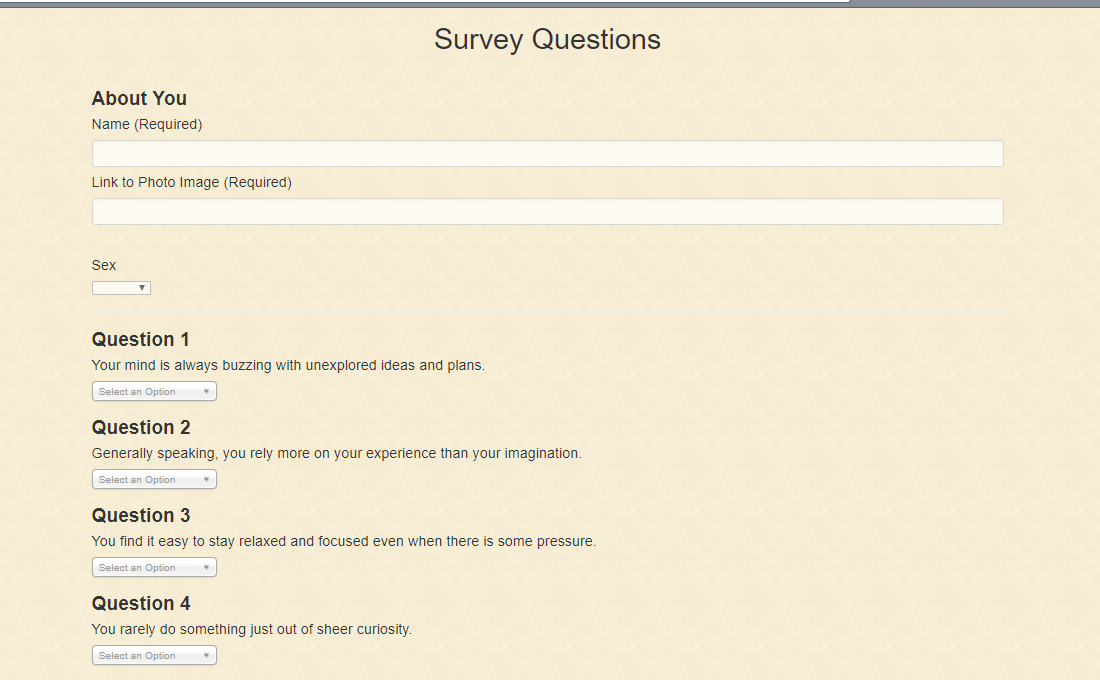 Survey Questions
About You
Name (Required)
Link to Photo Image (Required)
Sex
Question 1
Your mind is always buzzing with unexplored ideas and plans.
Select an Option
Question 2
Generally speaking, you rely more on your experience than your imagination.
Select an Option
Question 3
You find it easy to stay relaxed and focused even when there is some pressure.
Select an Option
Question 4
You rarely do something just out of sheer curiosity.
Select an Option